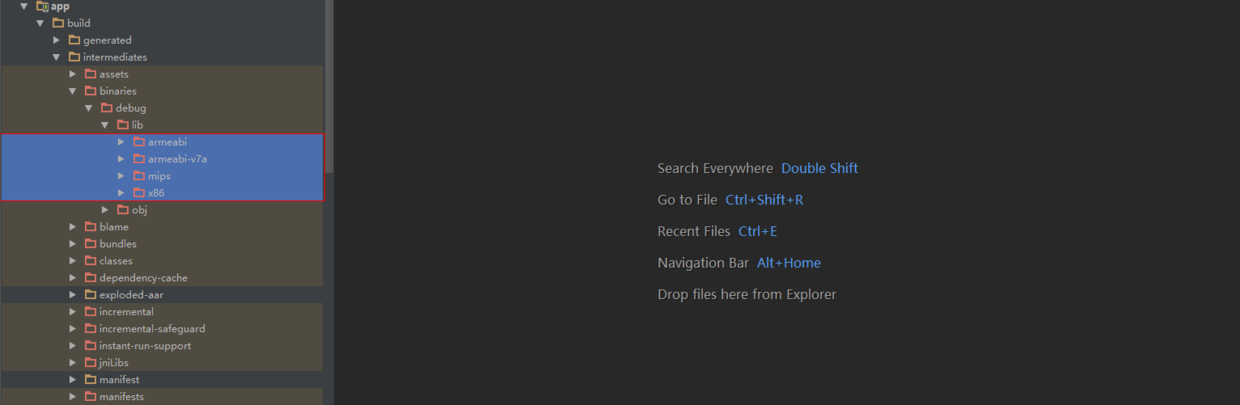 app
build
generated
intermediates
assets
binaries
debug
lib
armeabi
armeabi-v7a
mips
x86
obj
blame
bundles
classes
dependency-cache
exploded-aar
incremental
incremental-safeguard
instant-run-support
jniLibs
manifest
manifests
Search Everywhere Double Shift
Go to File Ctrl+Shift+R
Recent Files Ctrl+E
Navigation Bar Alt+Home
Drop files here from Explorer